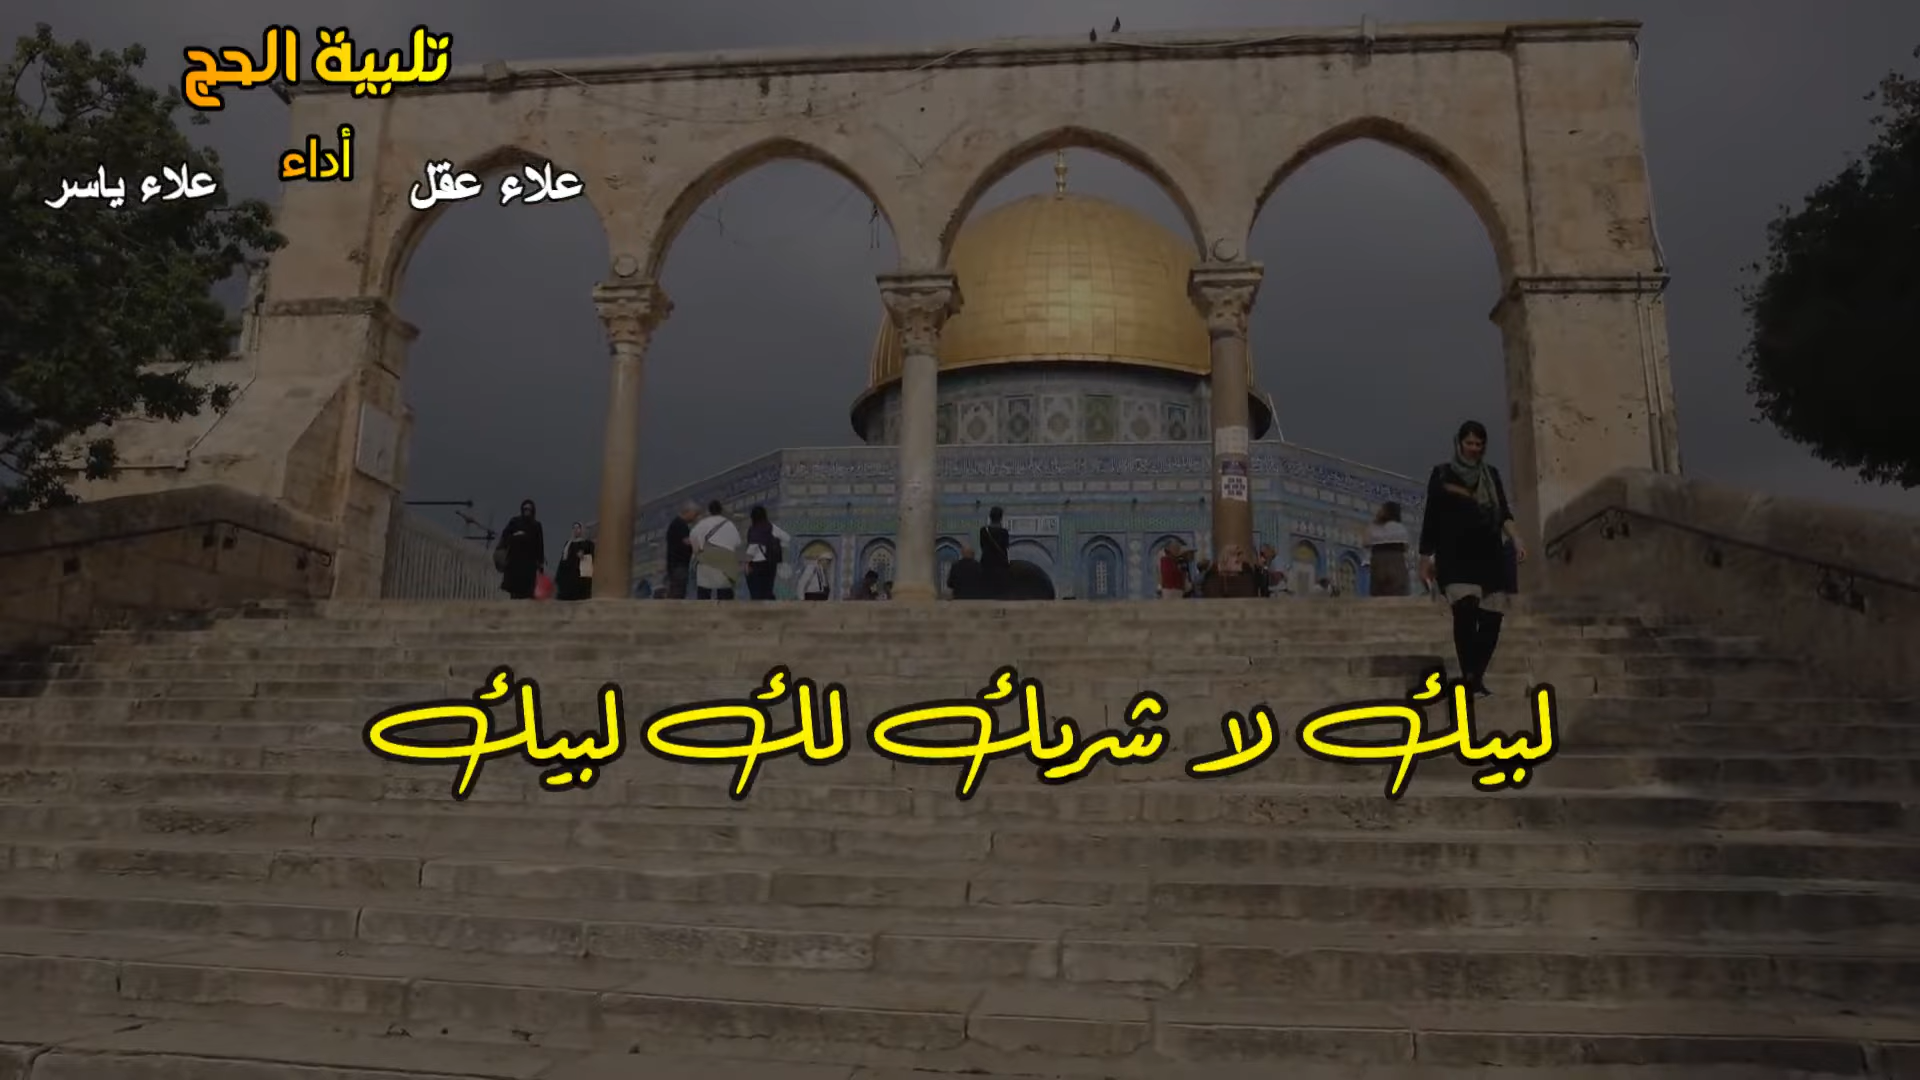 تلبية الحج
أداء
علاء عقل
علاء ياسر
لبيك لا شريك لك لبيك